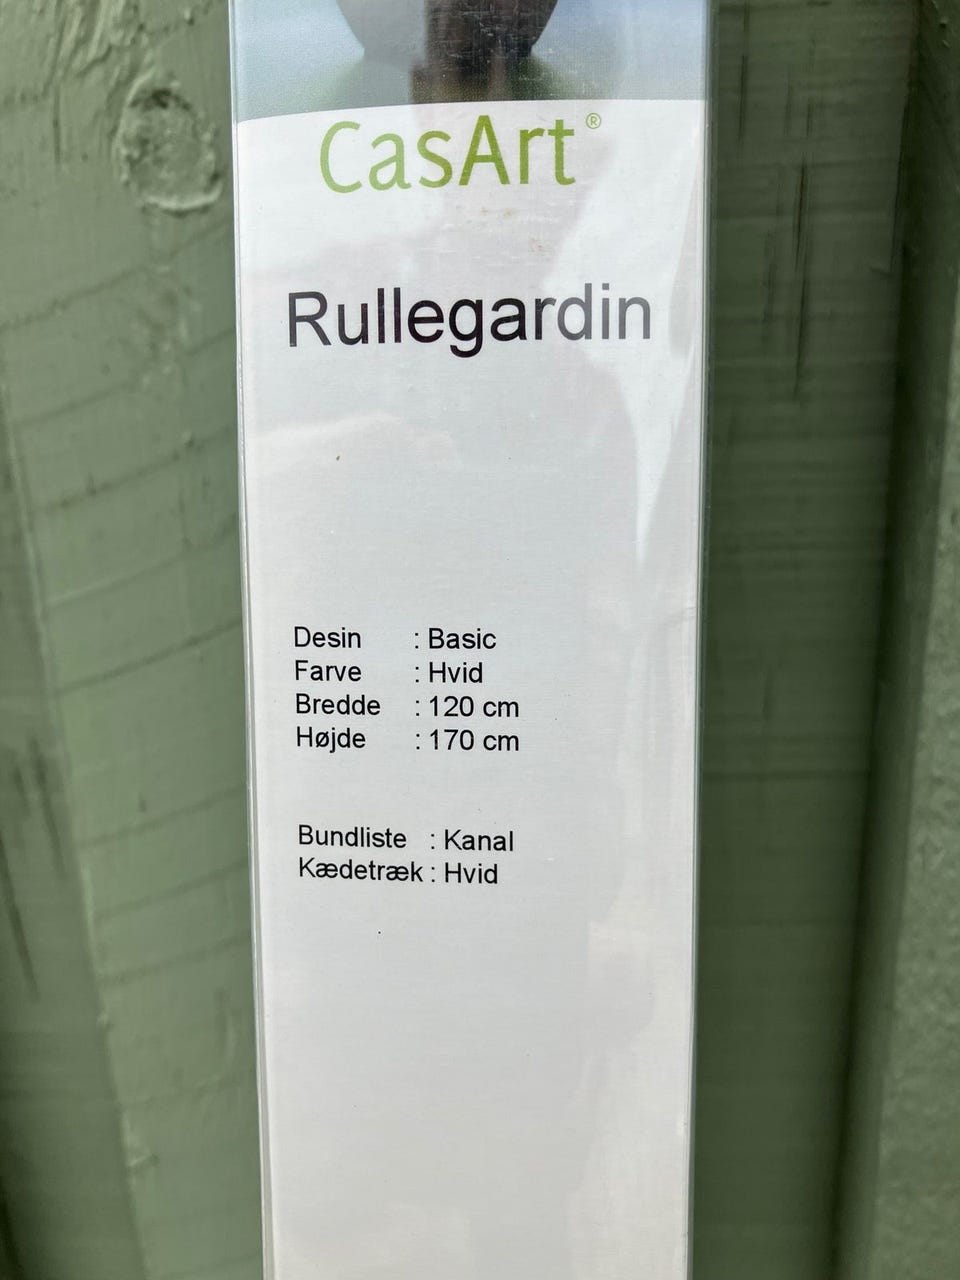 CasArt®
Rullegardin
Desin : Basic
Farve : Hvid
Bredde : 120 cm
Højde : 170 cm
Bundliste : Kanal
Kædetræk : Hvid